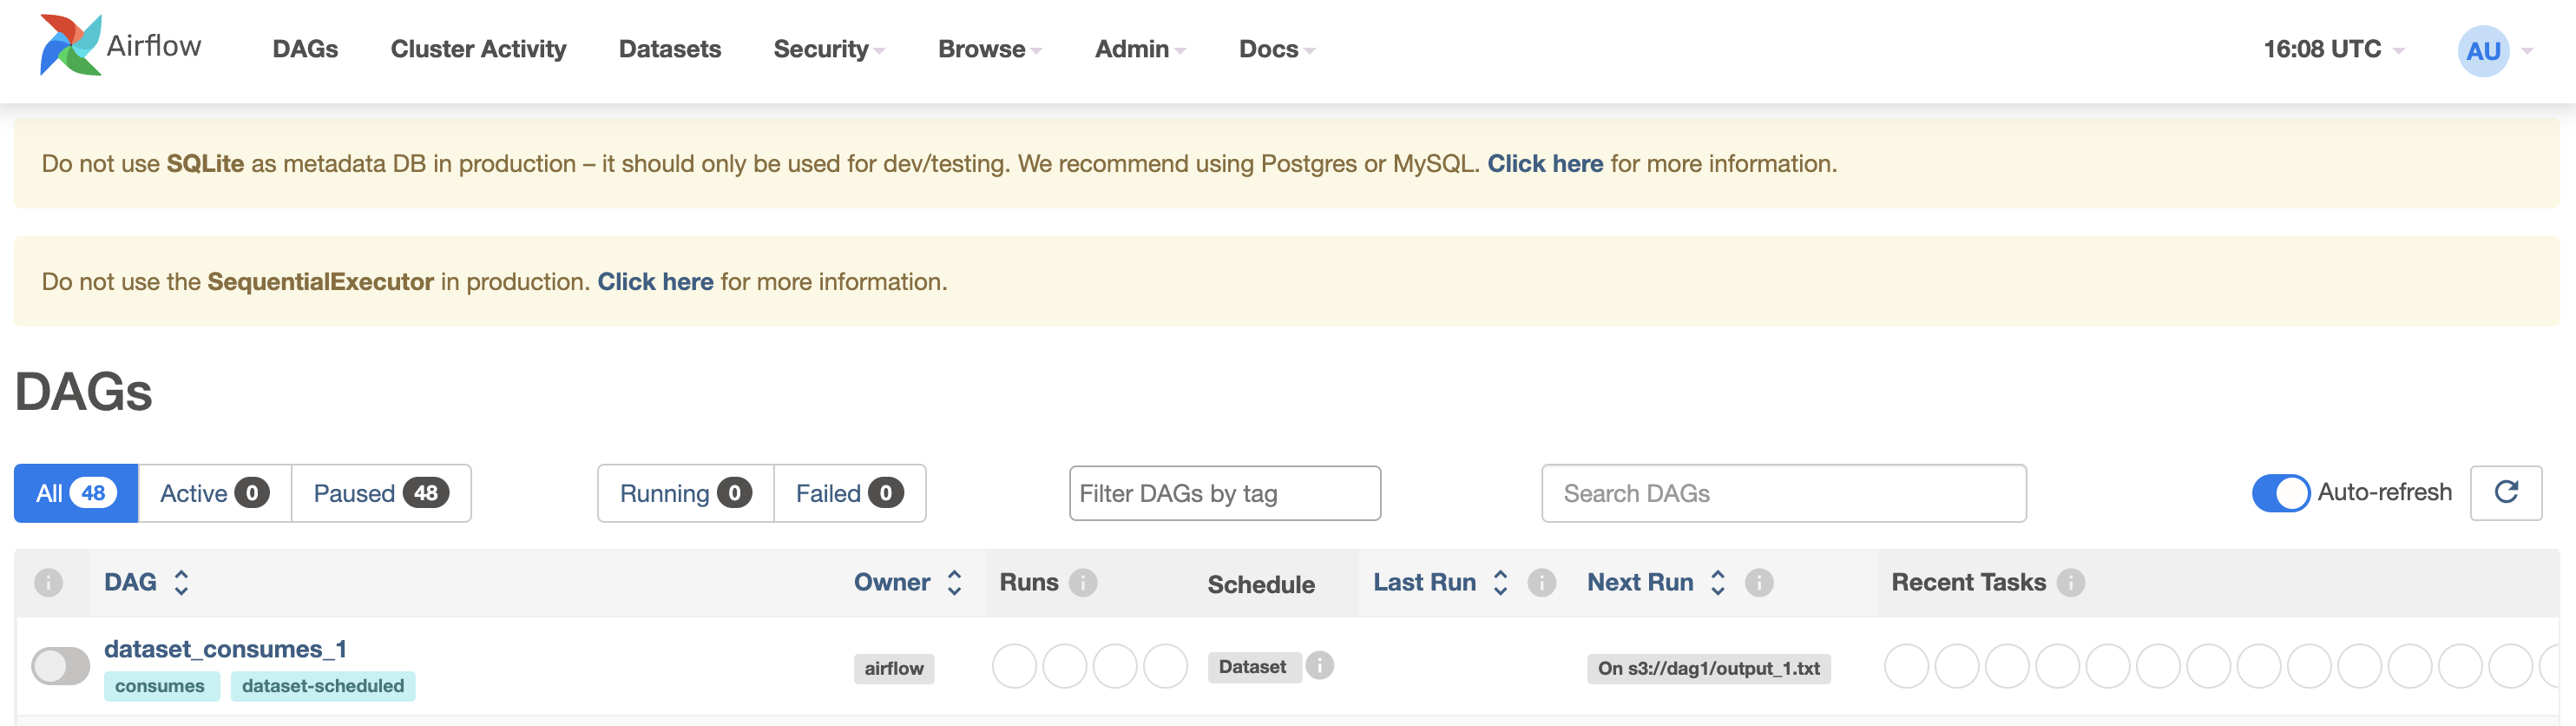 Airflow DAGs Cluster Activity Datasets Security Browse Admin Docs 16:08 UTC AU
Do not use SQLite as metadata DB in production – it should only be used for dev/testing. We recommend using Postgres or MySQL. Click here for more information.
Do not use the SequentialExecutor in production. Click here for more information.
DAGs
All 48 Active 0 Paused 48 Running 0 Failed 0 Filter DAGs by tag Search DAGs Auto-refresh
DAG Owner Runs Schedule Last Run Next Run Recent Tasks
dataset_consumes_1
airflow Dataset On s3://dag1/output_1.txt
consumes dataset-scheduled